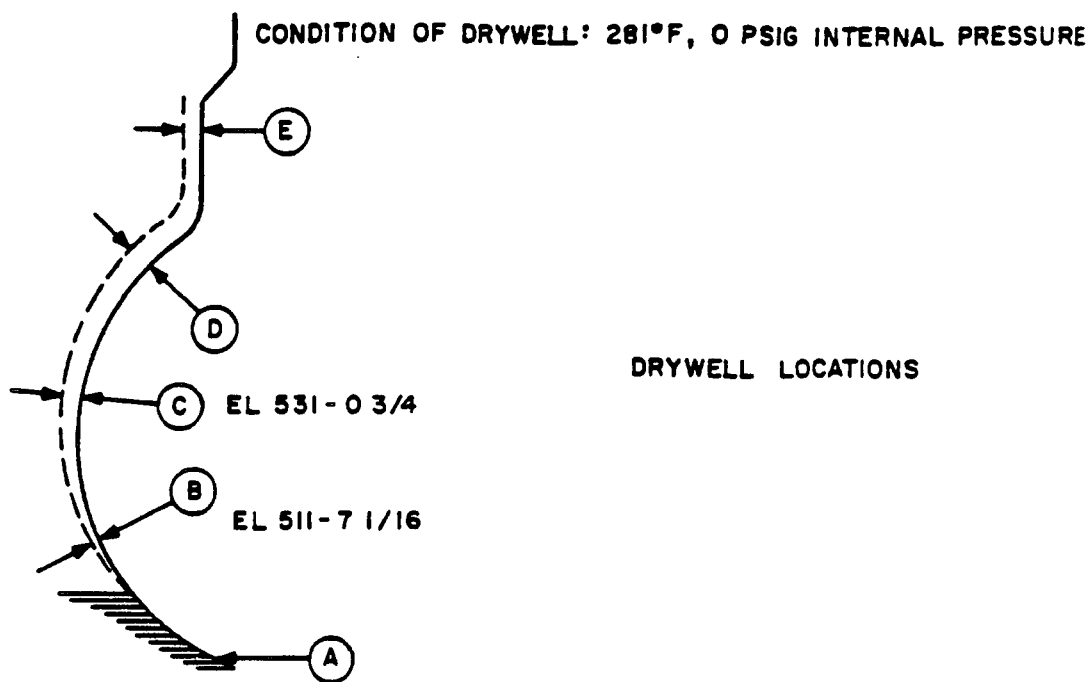 CONDITION OF DRYWELL: 281°F, 0 PSIG INTERNAL PRESSURE
E
D
DRYWELL LOCATIONS
C EL 531-0 3/4
B
EL 511-7 1/16
A